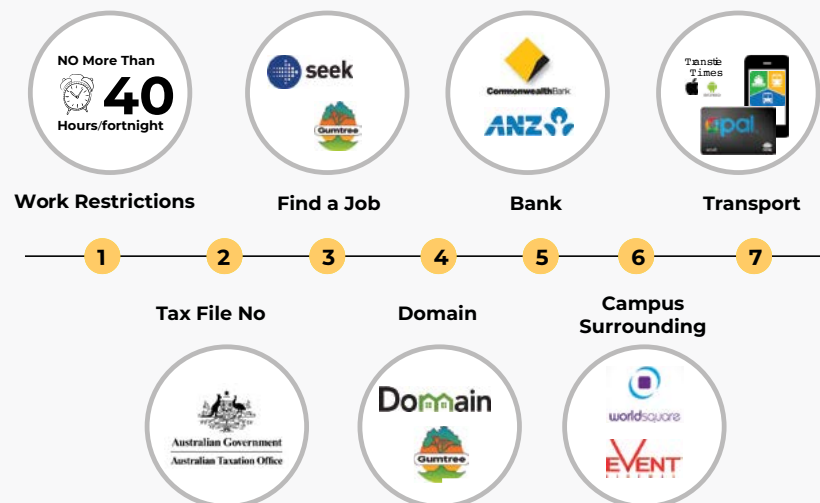 NO More Than
40
Hours/fortnight
seek
Gumtree
CommonwealthBank
ANZ
Transit
Times
opal
Work Restrictions
Find a Job
Bank
Transport
1
2
3
4
5
6
7
Tax File No
Domain
Campus
Surrounding
Australian Government
Australian Taxation Office
Domain
Gumtree
worldsquare
EVENT
CINEMAS